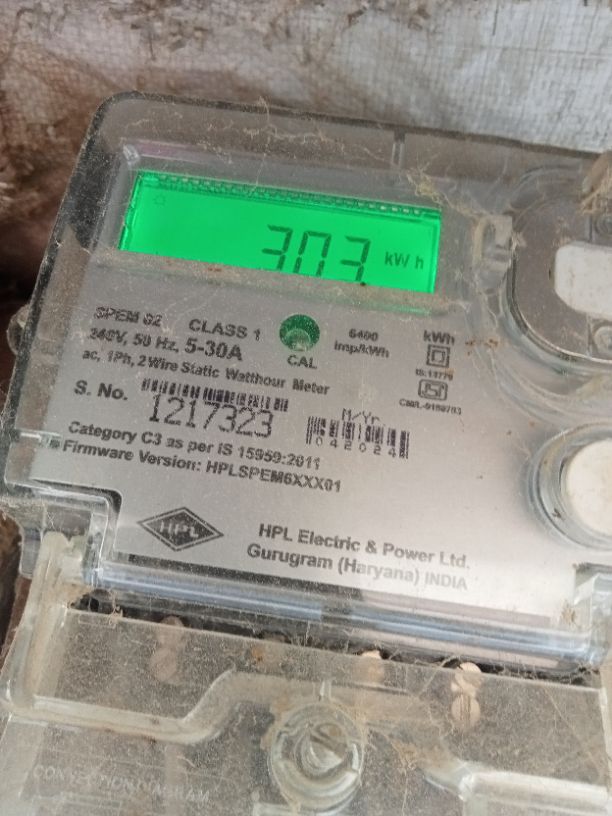 303 kWh
SPEM 02 CLASS 1
240V, 50 Hz, 5-30A
ac, 1Ph, 2 Wire Static Watthour Meter
CAL
6400
imp/kWh
kWh
IS:13779
S. No. 1217323
M/Yr
042024
Category C3 as per IS 15959:2011
Firmware Version: HPLSPEM6XXX01
HPL
HPL Electric & Power Ltd.
Gurugram (Haryana) INDIA